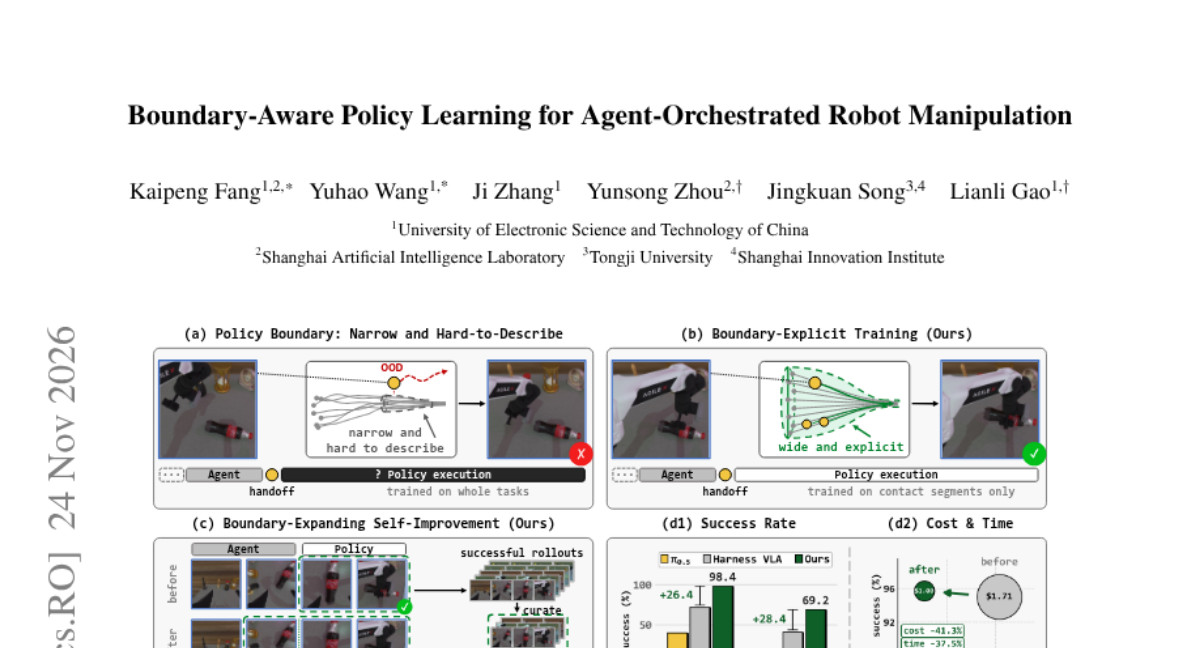 Boundary-Aware Policy Learning for Agent-Orchestrated Robot Manipulation
Kaipeng Fang1,2,* Yuhao Wang1,* Ji Zhang1 Yunsong Zhou2,† Jingkuan Song3,4 Lianli Gao1,†
1University of Electronic Science and Technology of China
2Shanghai Artificial Intelligence Laboratory 3Tongji University 4Shanghai Innovation Institute
cs.RO] 24 Nov 2026
(a) Policy Boundary: Narrow and Hard-to-Describe
OOD
narrow and
hard to describe
Agent
? Policy execution
handoff
trained on whole tasks
(b) Boundary-Explicit Training (Ours)
wide and explicit
Agent
Policy execution
handoff
trained on contact segments only
(c) Boundary-Expanding Self-Improvement (Ours)
Agent
Policy
before
successful rollouts
curate
(d1) Success Rate
π0.5
Harness VLA
Ours
success (%)
100
50
+26.4
98.4
+28.4
69.2
(d2) Cost & Time
success (%)
96
92
after
before
$1.71
cost -41.3%
time -37.5%